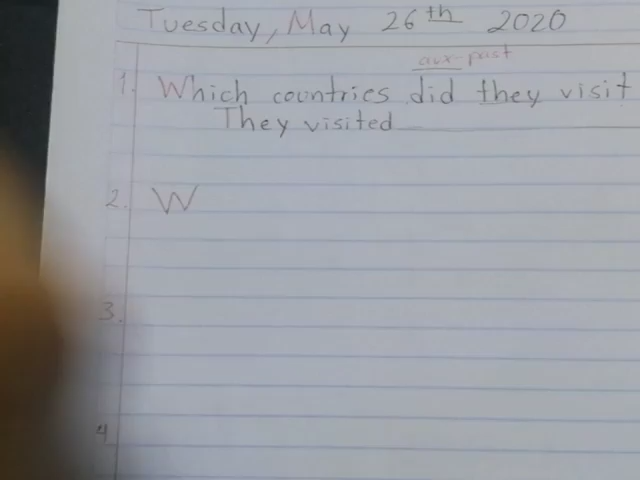 Tuesday, May 26th 2020
aux-past
1. Which countries did they visit
They visited
2. W
3.
4.